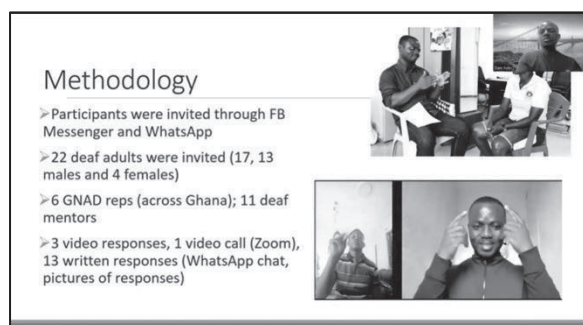 Methodology
➢Participants were invited through FB
Messenger and WhatsApp
➢22 deaf adults were invited (17, 13
males and 4 females)
➢6 GNAD reps (across Ghana); 11 deaf
mentors
➢3 video responses, 1 video call (Zoom),
13 written responses (WhatsApp chat,
pictures of responses)